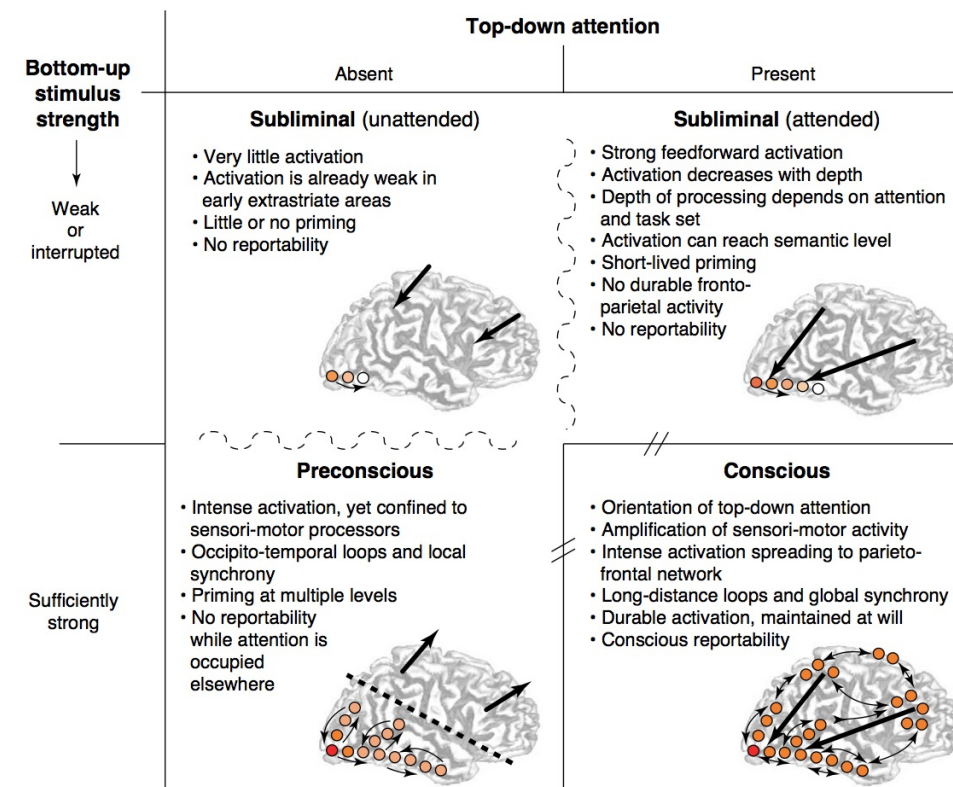 Top-down attention
Bottom-up
stimulus
strength
Absent
Present
Weak
or
interrupted
Subliminal (unattended)
• Very little activation
• Activation is already weak in
early extrastriate areas
• Little or no priming
• No reportability
Subliminal (attended)
• Strong feedforward activation
• Activation decreases with depth
• Depth of processing depends on attention
and task set
• Activation can reach semantic level
• Short-lived priming
• No durable fronto-
parietal activity
• No reportability
Sufficiently
strong
Preconscious
• Intense activation, yet confined to
sensori-motor processors
• Occipito-temporal loops and local
synchrony
• Priming at multiple levels
• No reportability
while attention is
occupied
elsewhere
Conscious
• Orientation of top-down attention
• Amplification of sensori-motor activity
• Intense activation spreading to parieto-
frontal network
• Long-distance loops and global synchrony
• Durable activation, maintained at will
• Conscious reportability